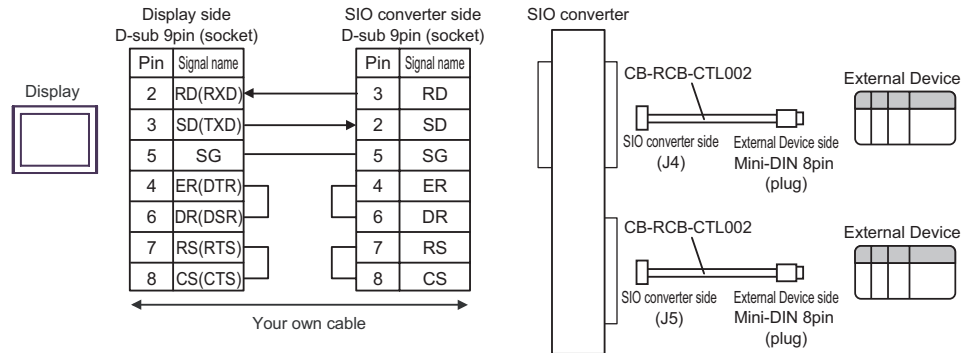 Display side
D-sub 9pin (socket)
SIO converter side
D-sub 9pin (socket)
SIO converter
Display
Pin Signal name
2 RD(RXD)
3 SD(TXD)
5 SG
4 ER(DTR)
6 DR(DSR)
7 RS(RTS)
8 CS(CTS)
Pin Signal name
3 RD
2 SD
5 SG
4 ER
6 DR
7 RS
8 CS
Your own cable
CB-RCB-CTL002
External Device
SIO converter side
(J4)
External Device side
Mini-DIN 8pin
(plug)
CB-RCB-CTL002
External Device
SIO converter side
(J5)
External Device side
Mini-DIN 8pin
(plug)